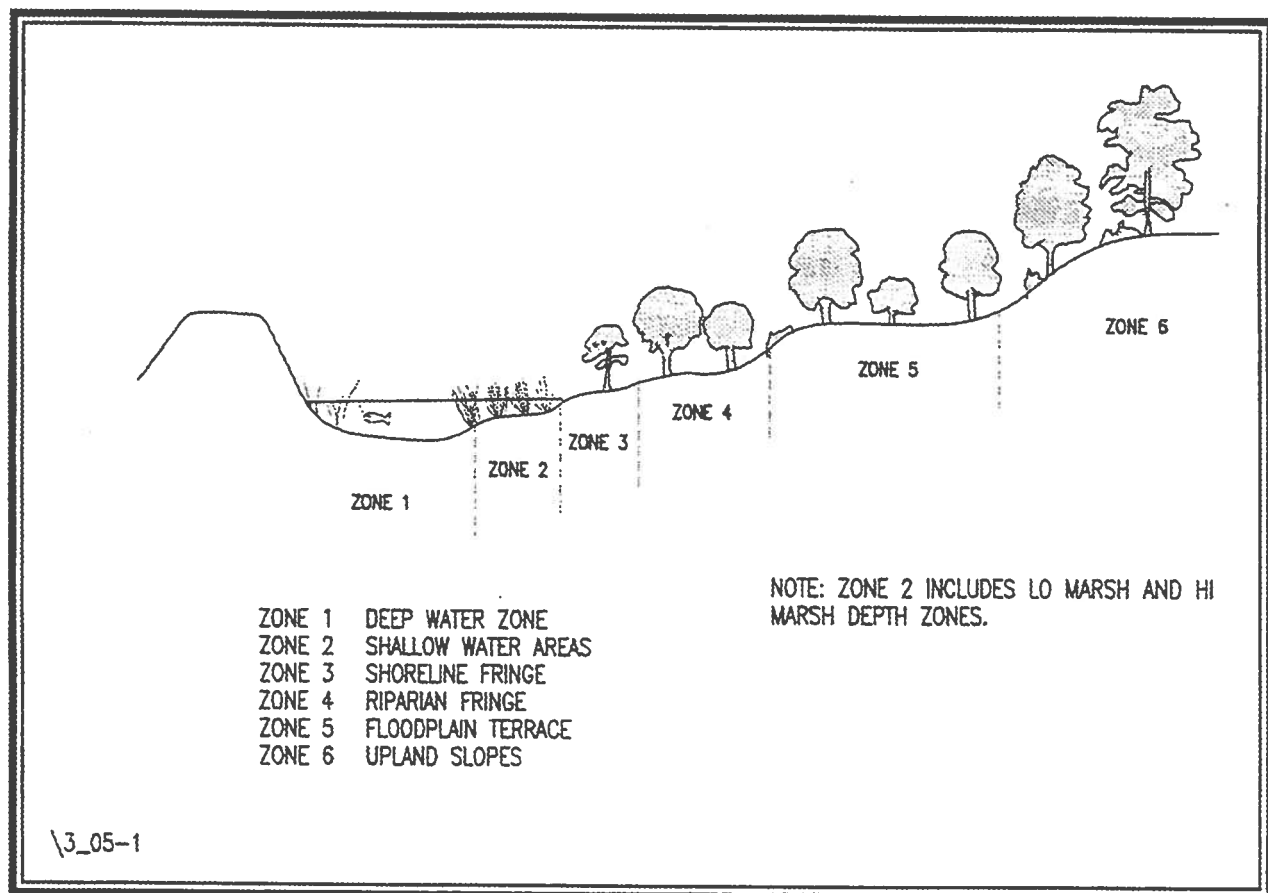 ZONE 6
ZONE 5
ZONE 4
ZONE 3
ZONE 2
ZONE 1
ZONE 1 DEEP WATER ZONE
ZONE 2 SHALLOW WATER AREAS
ZONE 3 SHORELINE FRINGE
ZONE 4 RIPARIAN FRINGE
ZONE 5 FLOODPLAIN TERRACE
ZONE 6 UPLAND SLOPES
NOTE: ZONE 2 INCLUDES LO MARSH AND HI
MARSH DEPTH ZONES.
\3_05-1